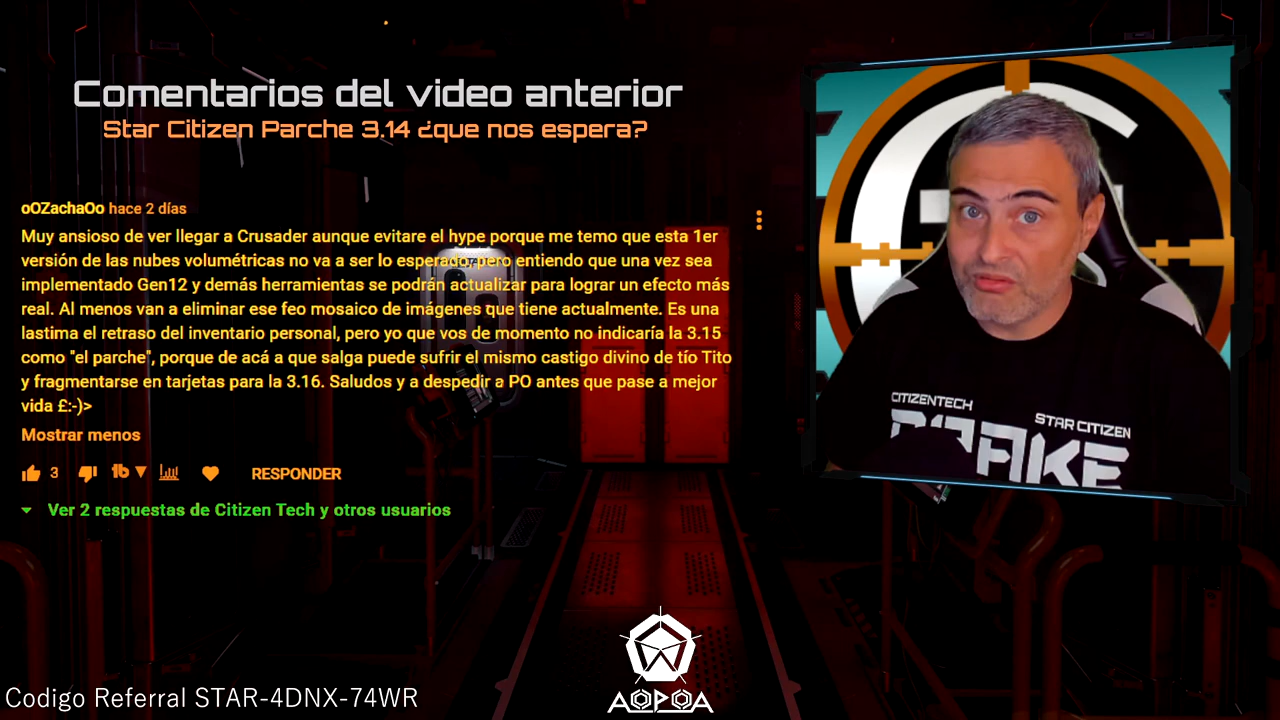 Comentarios del video anterior
Star Citizen Parche 3.14 ¿que nos espera?
oOZachaOo hace 2 días
Muy ansioso de ver llegar a Crusader aunque evitare el hype porque me temo que esta 1er
versión de las nubes volumétricas no va a ser lo esperado, pero entiendo que una vez sea
implementado Gen12 y demás herramientas se podrán actualizar para lograr un efecto más
real. Al menos van a eliminar ese feo mosaico de imágenes que tiene actualmente. Es una
lastima el retraso del inventario personal, pero yo que vos de momento no indicaría la 3.15
como "el parche", porque de acá a que salga puede sufrir el mismo castigo divino de tío Tito
y fragmentarse en tarjetas para la 3.16. Saludos y a despedir a PO antes que pase a mejor
vida £:-)>
Mostrar menos
3 RESPONDER
Ver 2 respuestas de Citizen Tech y otros usuarios
CITIZENTECH
STAR CITIZEN
DRAKE
AOPOA
Codigo Referral STAR-4DNX-74WR